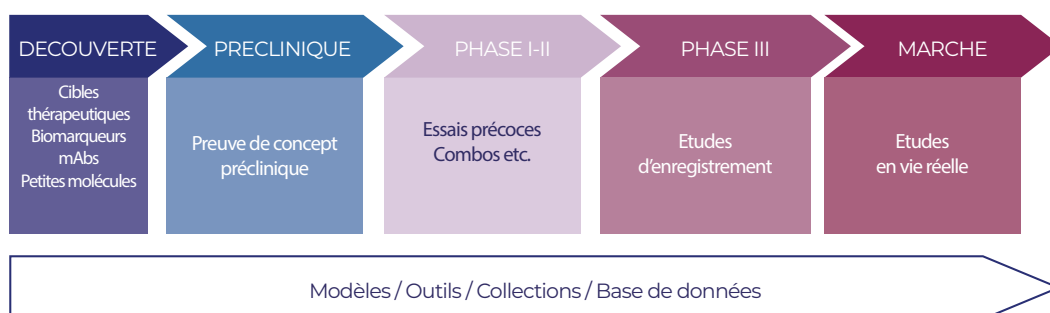 DECOUVERTE
PRECLINIQUE
PHASE I-II
PHASE III
MARCHE
Cibles
thérapeutiques
Biomarqueurs
mAbs
Petites molécules
Preuve de concept
préclinique
Essais précoces
Combos etc.
Etudes
d'enregistrement
Etudes
en vie réelle
Modèles / Outils / Collections / Base de données